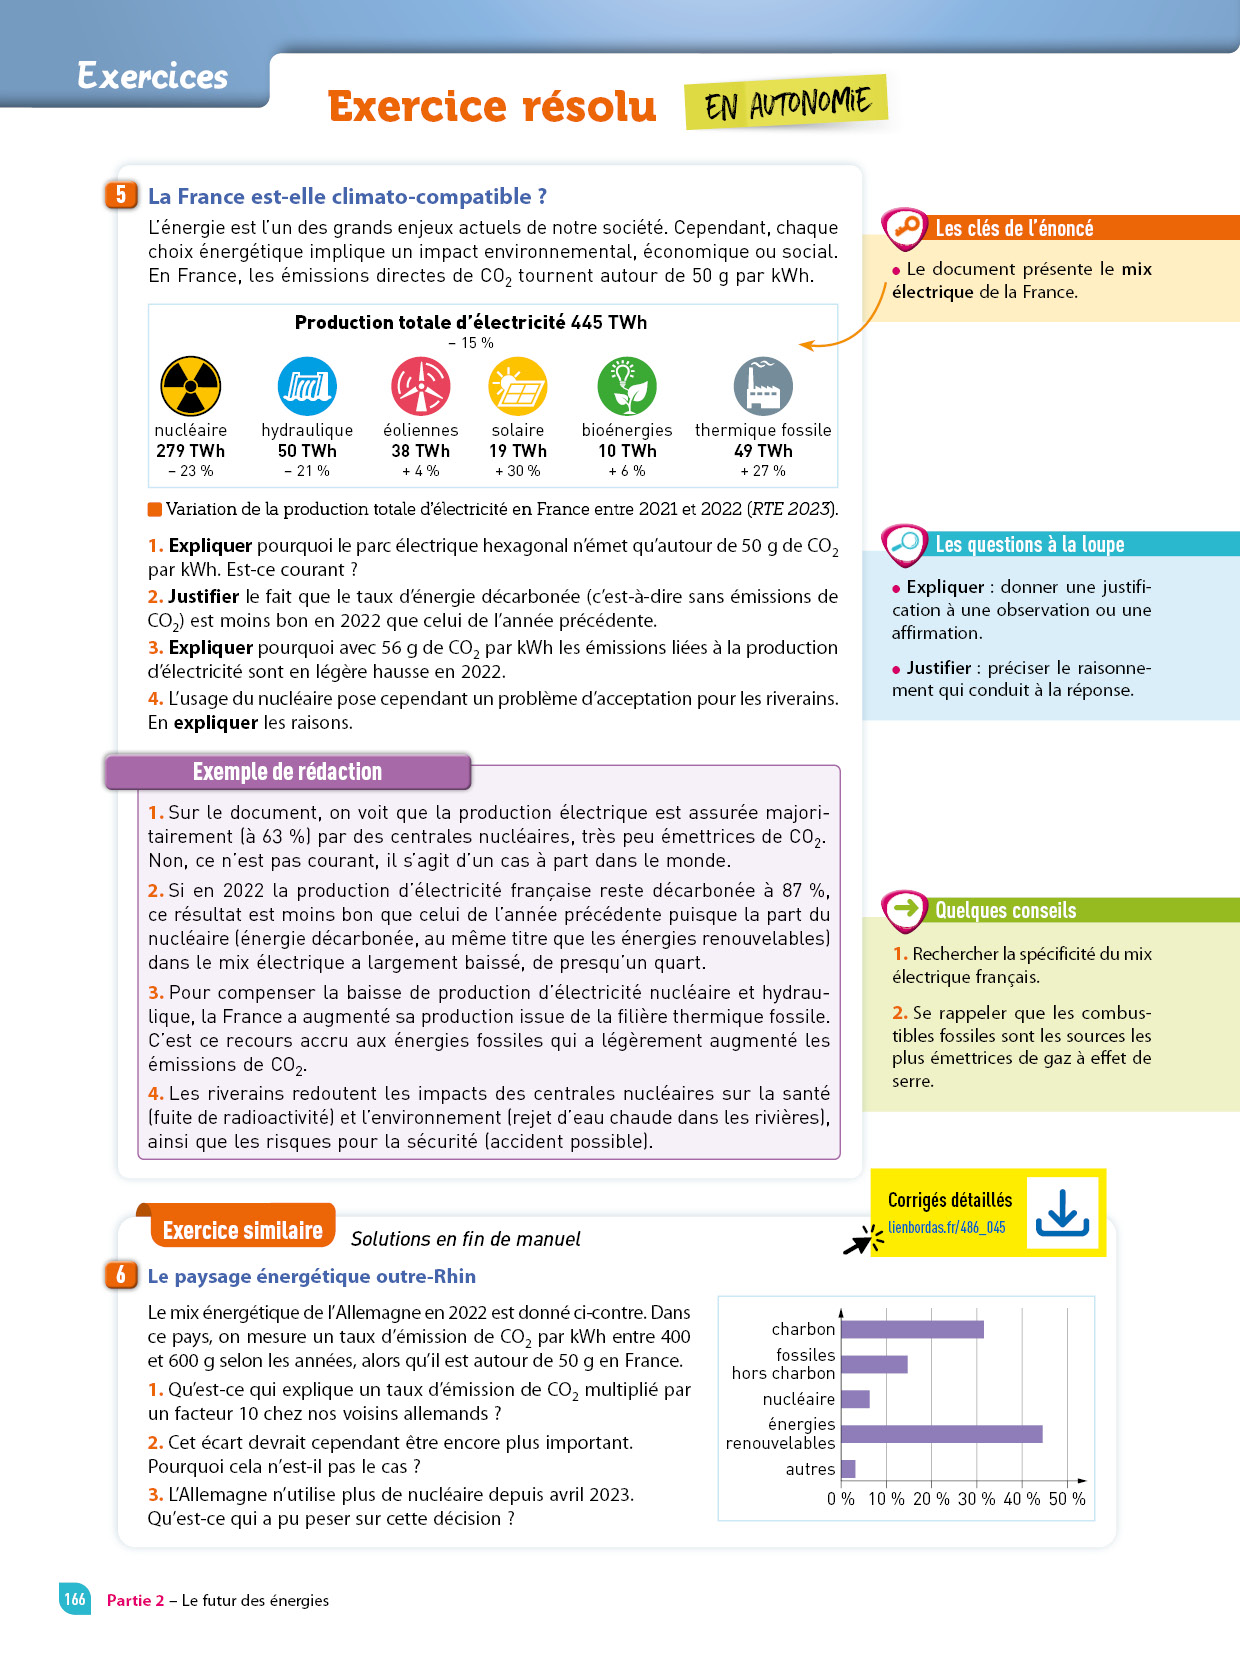 Exercices
Exercice résolu
EN AUTONOMIE
5 La France est-elle climato-compatible ?
L’énergie est l’un des grands enjeux actuels de notre société. Cependant, chaque
choix énergétique implique un impact environnemental, économique ou social.
En France, les émissions directes de CO₂ tournent autour de 50 g par kWh.
Production totale d’électricité 445 TWh
– 15 %
nucléaire hydraulique éoliennes solaire bioénergies thermique fossile
279 TWh 50 TWh 38 TWh 19 TWh 10 TWh 49 TWh
– 23 % – 21 % + 4 % + 30 % + 6 % + 27 %
Variation de la production totale d’électricité en France entre 2021 et 2022 (RTE 2023).
1. Expliquer pourquoi le parc électrique hexagonal n’émet qu’autour de 50 g de CO₂
par kWh. Est-ce courant ?
2. Justifier le fait que le taux d’énergie décarbonée (c’est-à-dire sans émissions de
CO₂) est moins bon en 2022 que celui de l’année précédente.
3. Expliquer pourquoi avec 56 g de CO₂ par kWh les émissions liées à la production
d’électricité sont en légère hausse en 2022.
4. L’usage du nucléaire pose cependant un problème d’acceptation pour les riverains.
En expliquer les raisons.
Les clés de l’énoncé
• Le document présente le mix
électrique de la France.
Les questions à la loupe
• Expliquer : donner une justifi-
cation à une observation ou une
affirmation.
• Justifier : préciser le raisonne-
ment qui conduit à la réponse.
Exemple de rédaction
1. Sur le document, on voit que la production électrique est assurée majori-
tairement (à 63 %) par des centrales nucléaires, très peu émettrices de CO₂.
Non, ce n’est pas courant, il s’agit d’un cas à part dans le monde.
2. Si en 2022 la production d’électricité française reste décarbonée à 87 %,
ce résultat est moins bon que celui de l’année précédente puisque la part du
nucléaire (énergie décarbonée, au même titre que les énergies renouvelables)
dans le mix électrique a largement baissé, de presqu’un quart.
3. Pour compenser la baisse de production d’électricité nucléaire et hydrau-
lique, la France a augmenté sa production issue de la filière thermique fossile.
C’est ce recours accru aux énergies fossiles qui a légèrement augmenté les
émissions de CO₂.
4. Les riverains redoutent les impacts des centrales nucléaires sur la santé
(fuite de radioactivité) et l’environnement (rejet d’eau chaude dans les rivières),
ainsi que les risques pour la sécurité (accident possible).
Quelques conseils
1. Rechercher la spécificité du mix
électrique français.
2. Se rappeler que les combus-
tibles fossiles sont les sources les
plus émettrices de gaz à effet de
serre.
Corrigés détaillés
lienbordas.fr/486_045
Exercice similaire
Solutions en fin de manuel
6 Le paysage énergétique outre-Rhin
Le mix énergétique de l’Allemagne en 2022 est donné ci-contre. Dans
ce pays, on mesure un taux d’émission de CO₂ par kWh entre 400
et 600 g selon les années, alors qu’il est autour de 50 g en France.
1. Qu’est-ce qui explique un taux d’émission de CO₂ multiplié par
un facteur 10 chez nos voisins allemands ?
2. Cet écart devrait cependant être encore plus important.
Pourquoi cela n’est-il pas le cas ?
3. L’Allemagne n’utilise plus de nucléaire depuis avril 2023.
Qu’est-ce qui a pu peser sur cette décision ?
charbon
fossiles
hors charbon
nucléaire
énergies
renouvelables
autres
0 % 10 % 20 % 30 % 40 % 50 %
166 Partie 2 – Le futur des énergies